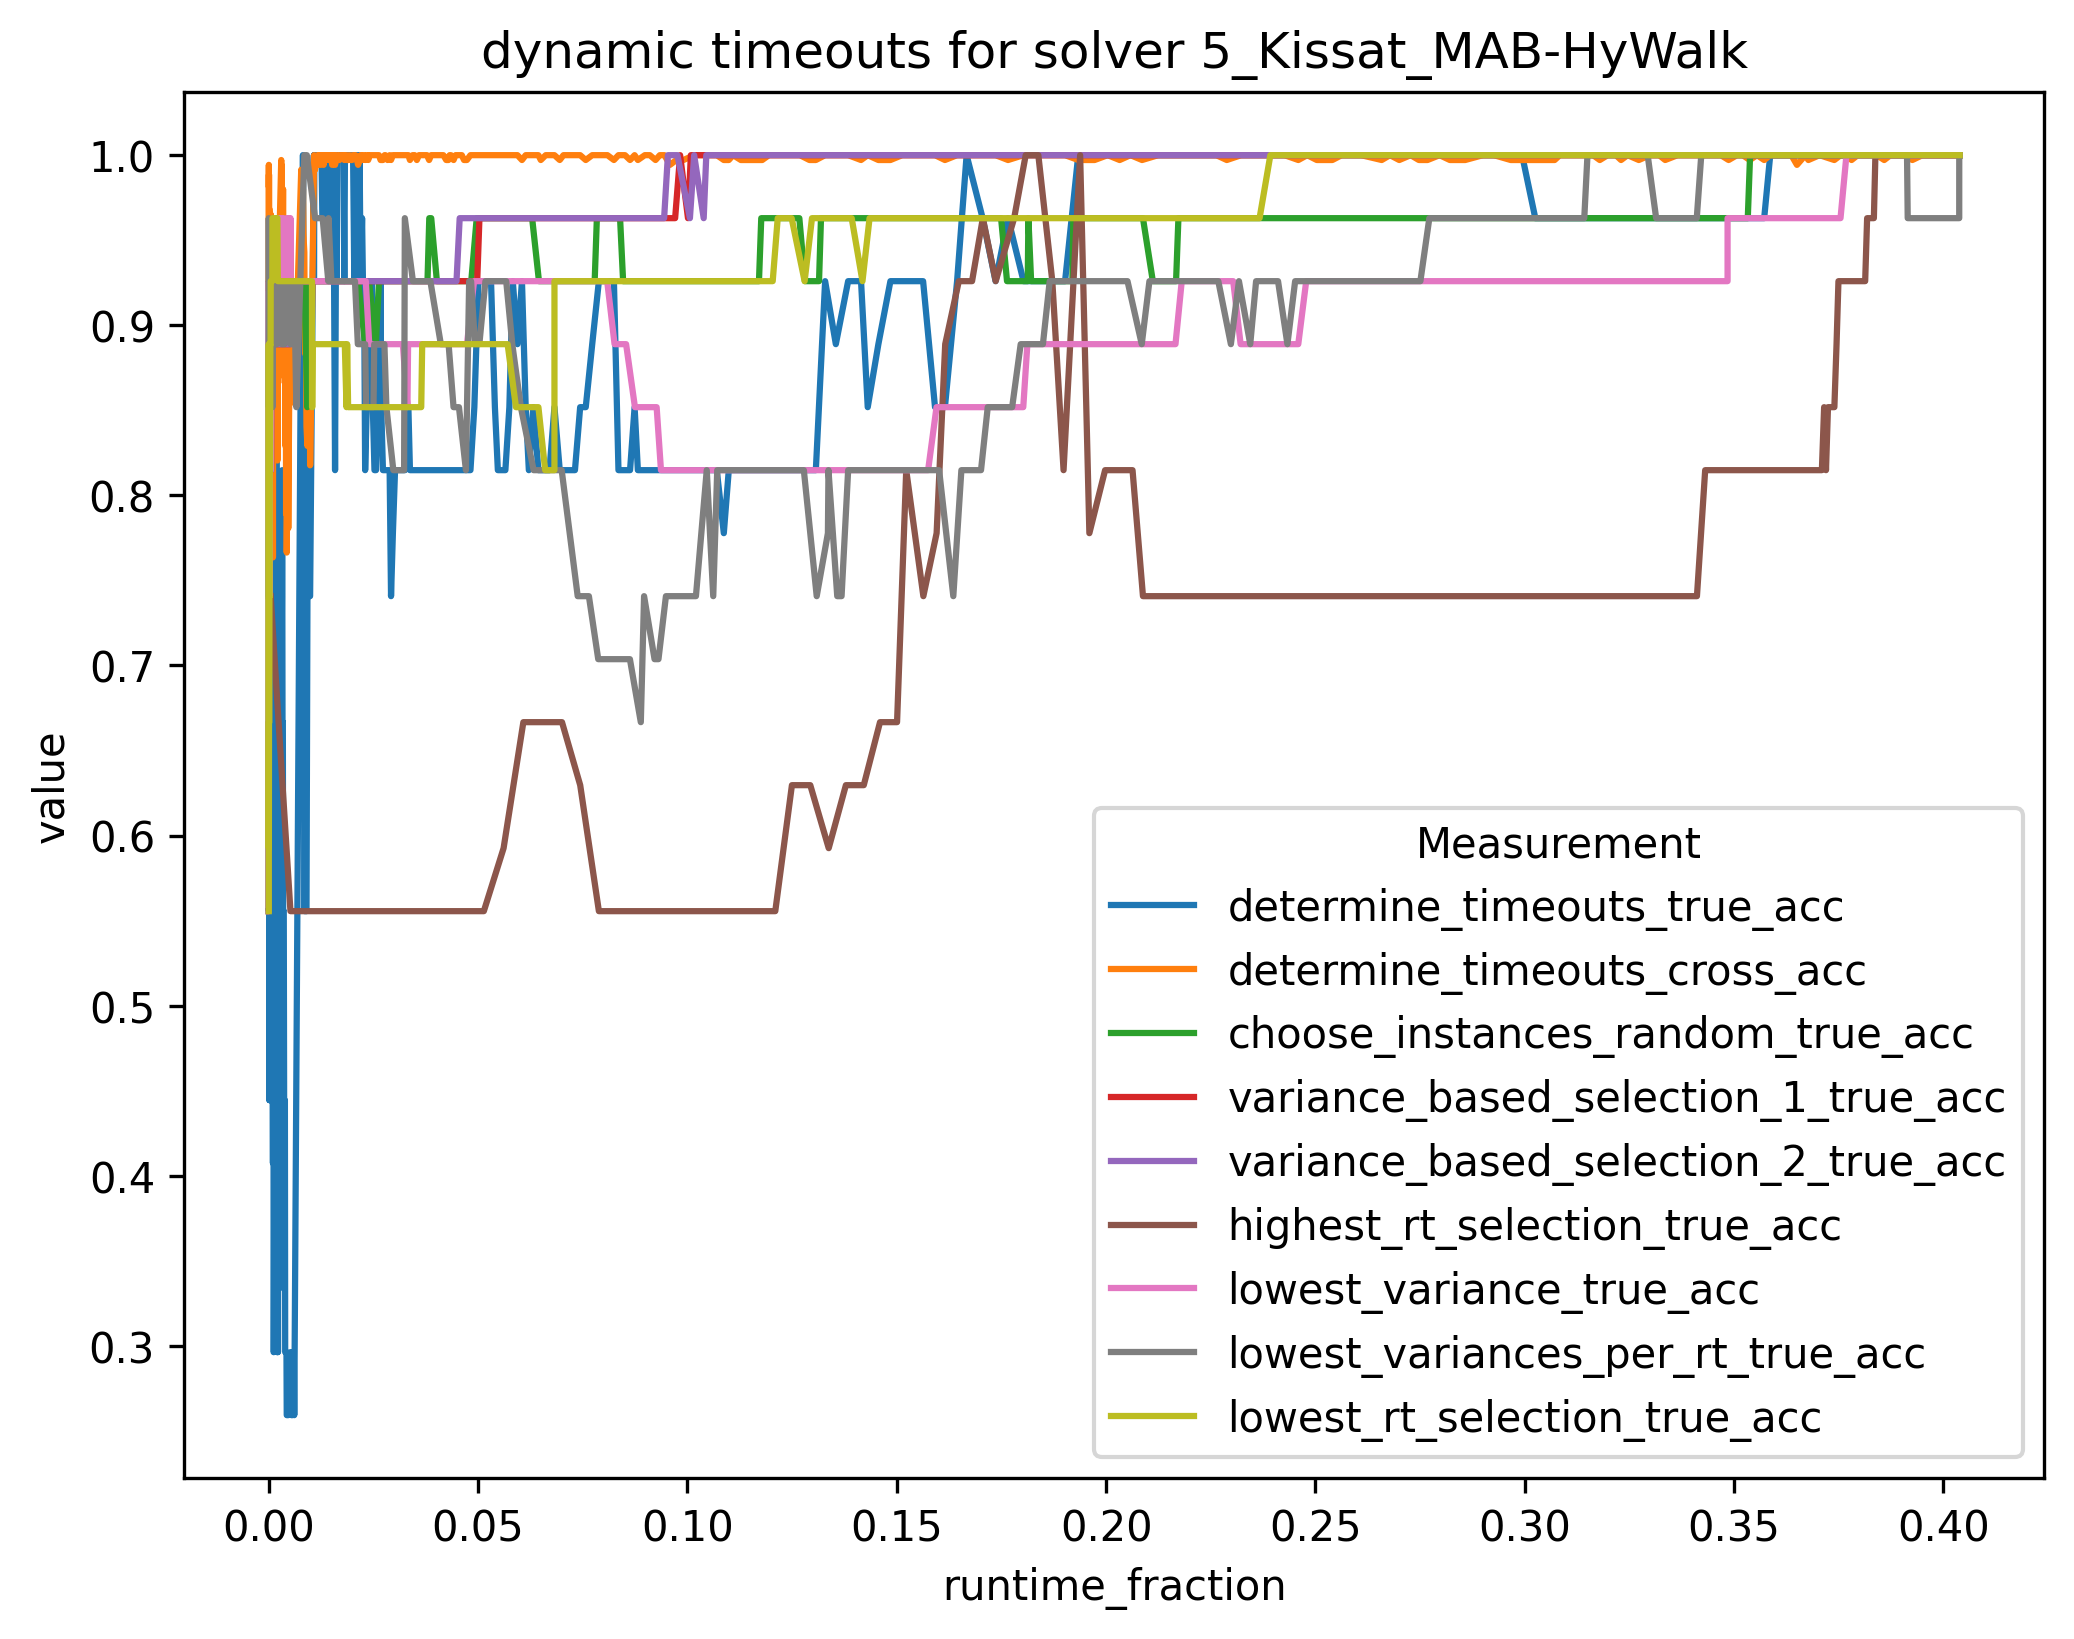 dynamic timeouts for solver 5_Kissat_MAB-HyWalk
1.0
0.9
0.8
0.7
0.6
0.5
0.4
0.3
value
Measurement
determine_timeouts_true_acc
determine_timeouts_cross_acc
choose_instances_random_true_acc
variance_based_selection_1_true_acc
variance_based_selection_2_true_acc
highest_rt_selection_true_acc
lowest_variance_true_acc
lowest_variances_per_rt_true_acc
lowest_rt_selection_true_acc
0.00 0.05 0.10 0.15 0.20 0.25 0.30 0.35 0.40
runtime_fraction